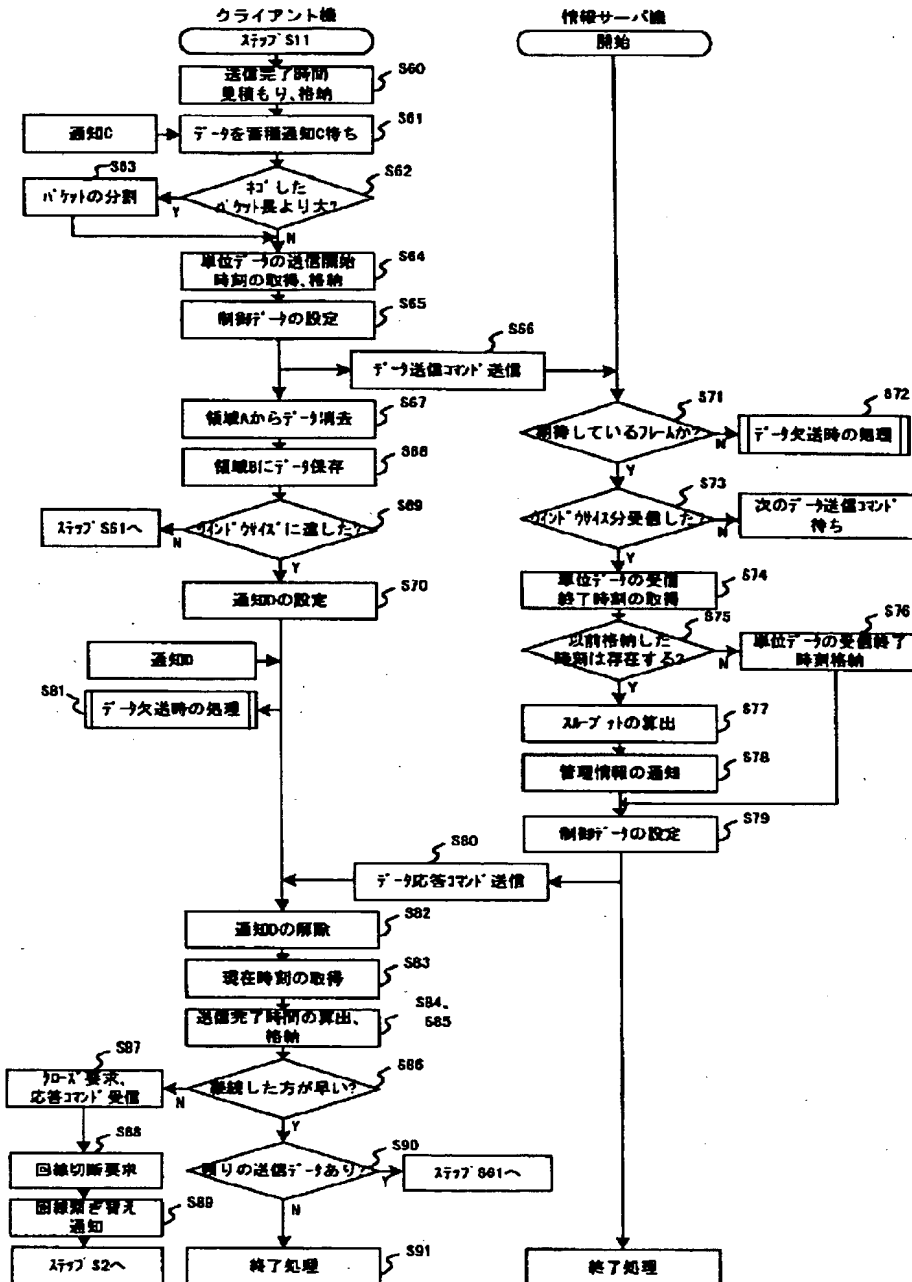 クライアント機
ステップS11
S60
送信完了時間
見積もり、格納
S61
通知C
データを蓄積通知C待ち
S62
S63
パケットの分割
ネゴした
パケット長より大?
Y
N
S64
単位データの送信開始
時刻の取得、格納
S65
制御データの設定
S66
データ送信コマンド送信
S67
領域Aからデータ消去
S68
領域Bにデータ保存
S69
ステップS61へ
N
ウインドウサイズに達した?
Y
S70
通知Dの設定
通知D
S81
データ欠送時の処理
情報サーバ機
開始
S71
期待しているフレームか?
N
S72
データ欠送時の処理
Y
S73
ウインドウサイズ分受信した?
N
次のデータ送信コマンド
待ち
Y
S74
単位データの受信
終了時刻の取得
S75
以前格納した
時刻は存在する?
N
S76
単位データの受信終了
時刻格納
Y
S77
スループットの算出
S78
管理情報の通知
S79
制御データの設定
S80
データ応答コマンド送信
S82
通知Dの解除
S83
現在時刻の取得
S84、
S85
送信完了時間の算出、
格納
S86
継続した方が早い?
N
S87
クローズ要求、
応答コマンド受信
S88
回線切断要求
S89
回線繋ぎ替え
通知
ステップS2へ
Y
S90
残りの送信データあり?
Y
ステップS61へ
N
S91
終了処理
終了処理